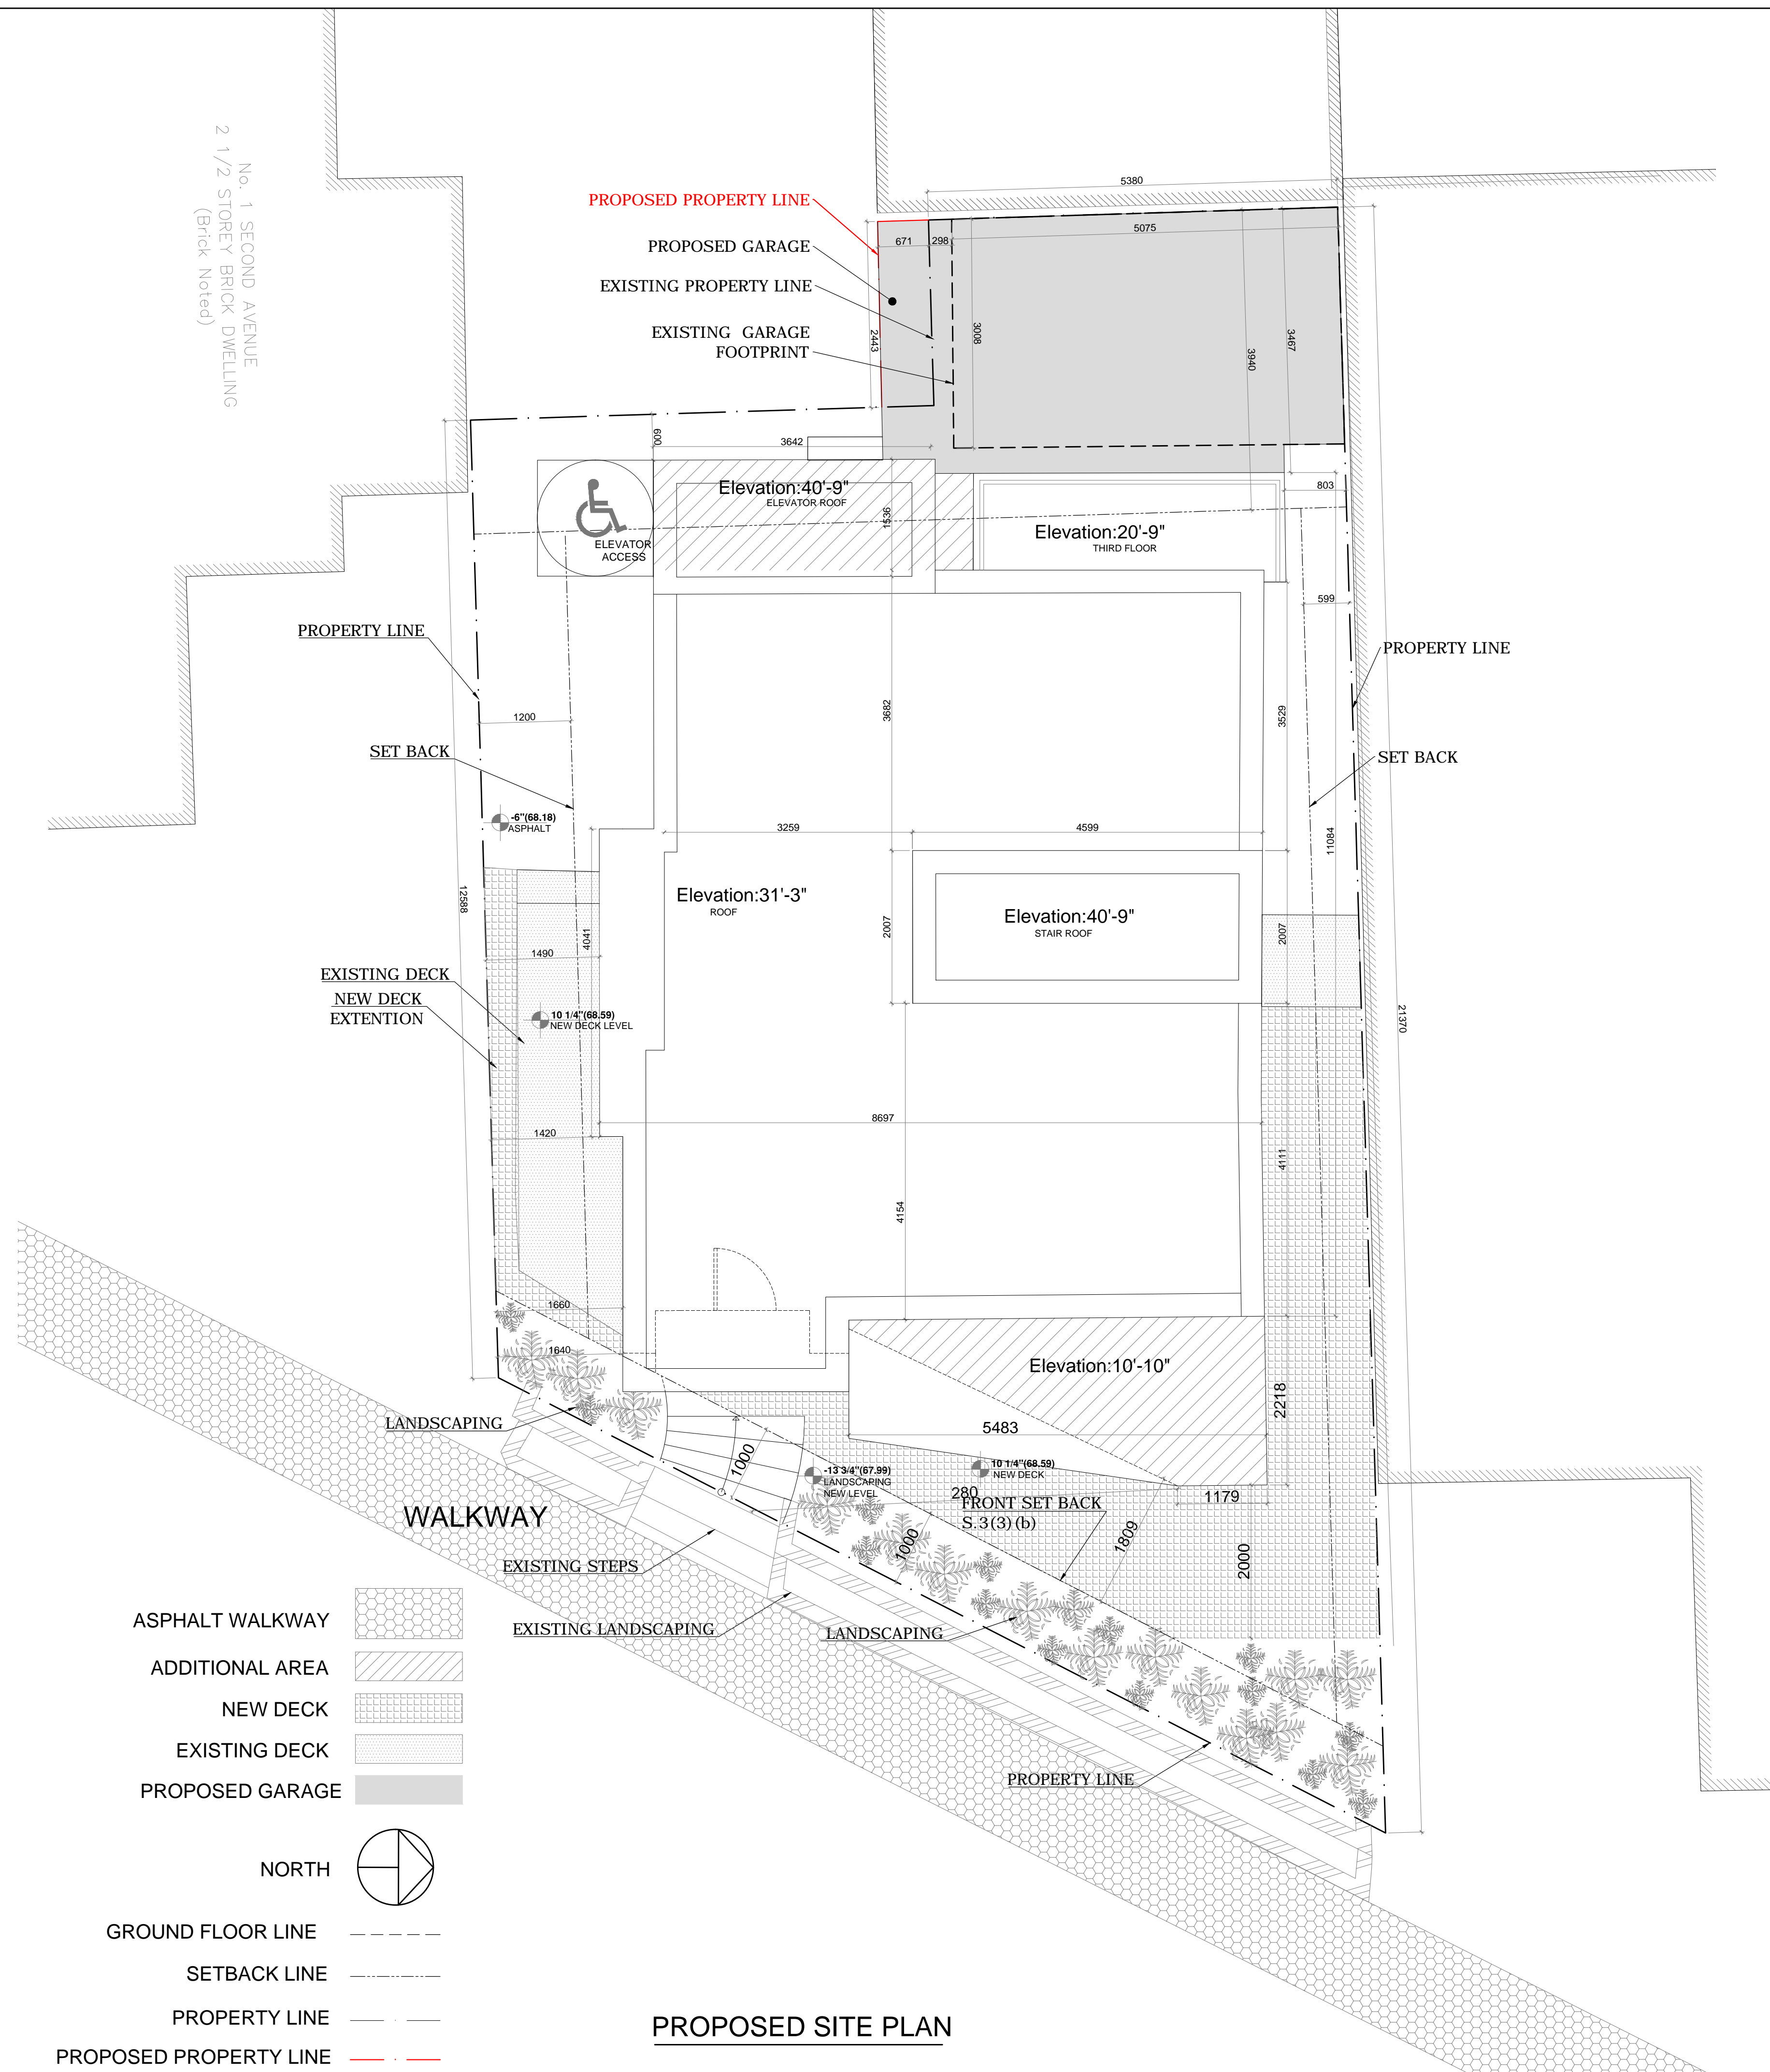 No. 1 SECOND AVENUE
2 1/2 STOREY BRICK DWELLING
(Brick Noted)
5380
PROPOSED PROPERTY LINE
5075
671
298
PROPOSED GARAGE
EXISTING PROPERTY LINE
EXISTING GARAGE
FOOTPRINT
2443
3008
3940
3467
600
3642
Elevation:40'-9"
ELEVATOR ROOF
803
1536
Elevation:20'-9"
THIRD FLOOR
ELEVATOR
ACCESS
599
PROPERTY LINE
PROPERTY LINE
1200
3682
3529
SET BACK
SET BACK
-6"(68.18)
ASPHALT
3259
4599
11084
12588
Elevation:31'-3"
ROOF
Elevation:40'-9"
STAIR ROOF
2007
2007
4041
1490
EXISTING DECK
NEW DECK
EXTENTION
10 1/4"(68.59)
NEW DECK LEVEL
21370
8697
1420
4111
4154
1660
1640
Elevation:10'-10"
2218
LANDSCAPING
5483
1000
-13 3/4"(67.99)
LANDSCAPING
NEW LEVEL
10 1/4"(68.59)
NEW DECK
280
1179
FRONT SET BACK
S.3(3)(b)
WALKWAY
1000
1809
2000
EXISTING STEPS
EXISTING LANDSCAPING
LANDSCAPING
PROPERTY LINE
ASPHALT WALKWAY
ADDITIONAL AREA
NEW DECK
EXISTING DECK
PROPOSED GARAGE
NORTH
GROUND FLOOR LINE
SETBACK LINE
PROPERTY LINE
PROPOSED PROPERTY LINE
PROPOSED SITE PLAN